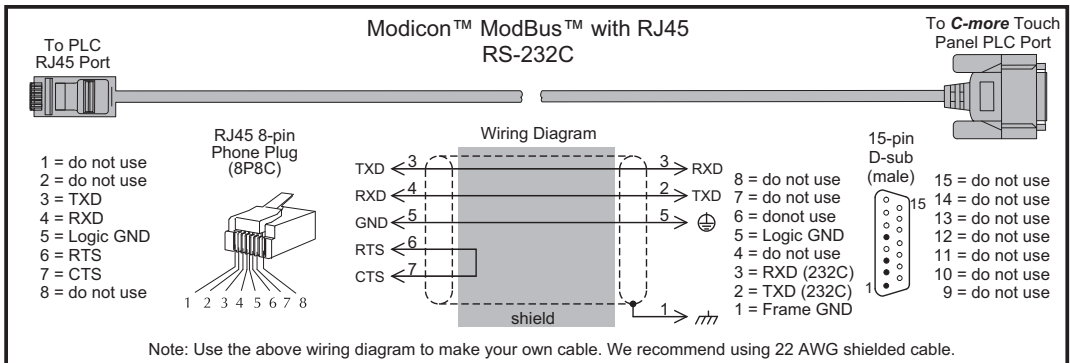 Modicon™ ModBus™ with RJ45
RS-232C
To PLC
RJ45 Port
To C-more Touch
Panel PLC Port
1 = do not use
2 = do not use
3 = TXD
4 = RXD
5 = Logic GND
6 = RTS
7 = CTS
8 = do not use
RJ45 8-pin
Phone Plug
(8P8C)
1 2 3 4 5 6 7 8
Wiring Diagram
TXD 3 3 RXD
RXD 4 2 TXD
GND 5 5
RTS 6
CTS 7
1
shield
8 = do not use
7 = do not use
6 = donot use
5 = Logic GND
4 = do not use
3 = RXD (232C)
2 = TXD (232C)
1 = Frame GND
15-pin
D-sub
(male)
15
1
15 = do not use
14 = do not use
13 = do not use
12 = do not use
11 = do not use
10 = do not use
9 = do not use
Note: Use the above wiring diagram to make your own cable. We recommend using 22 AWG shielded cable.